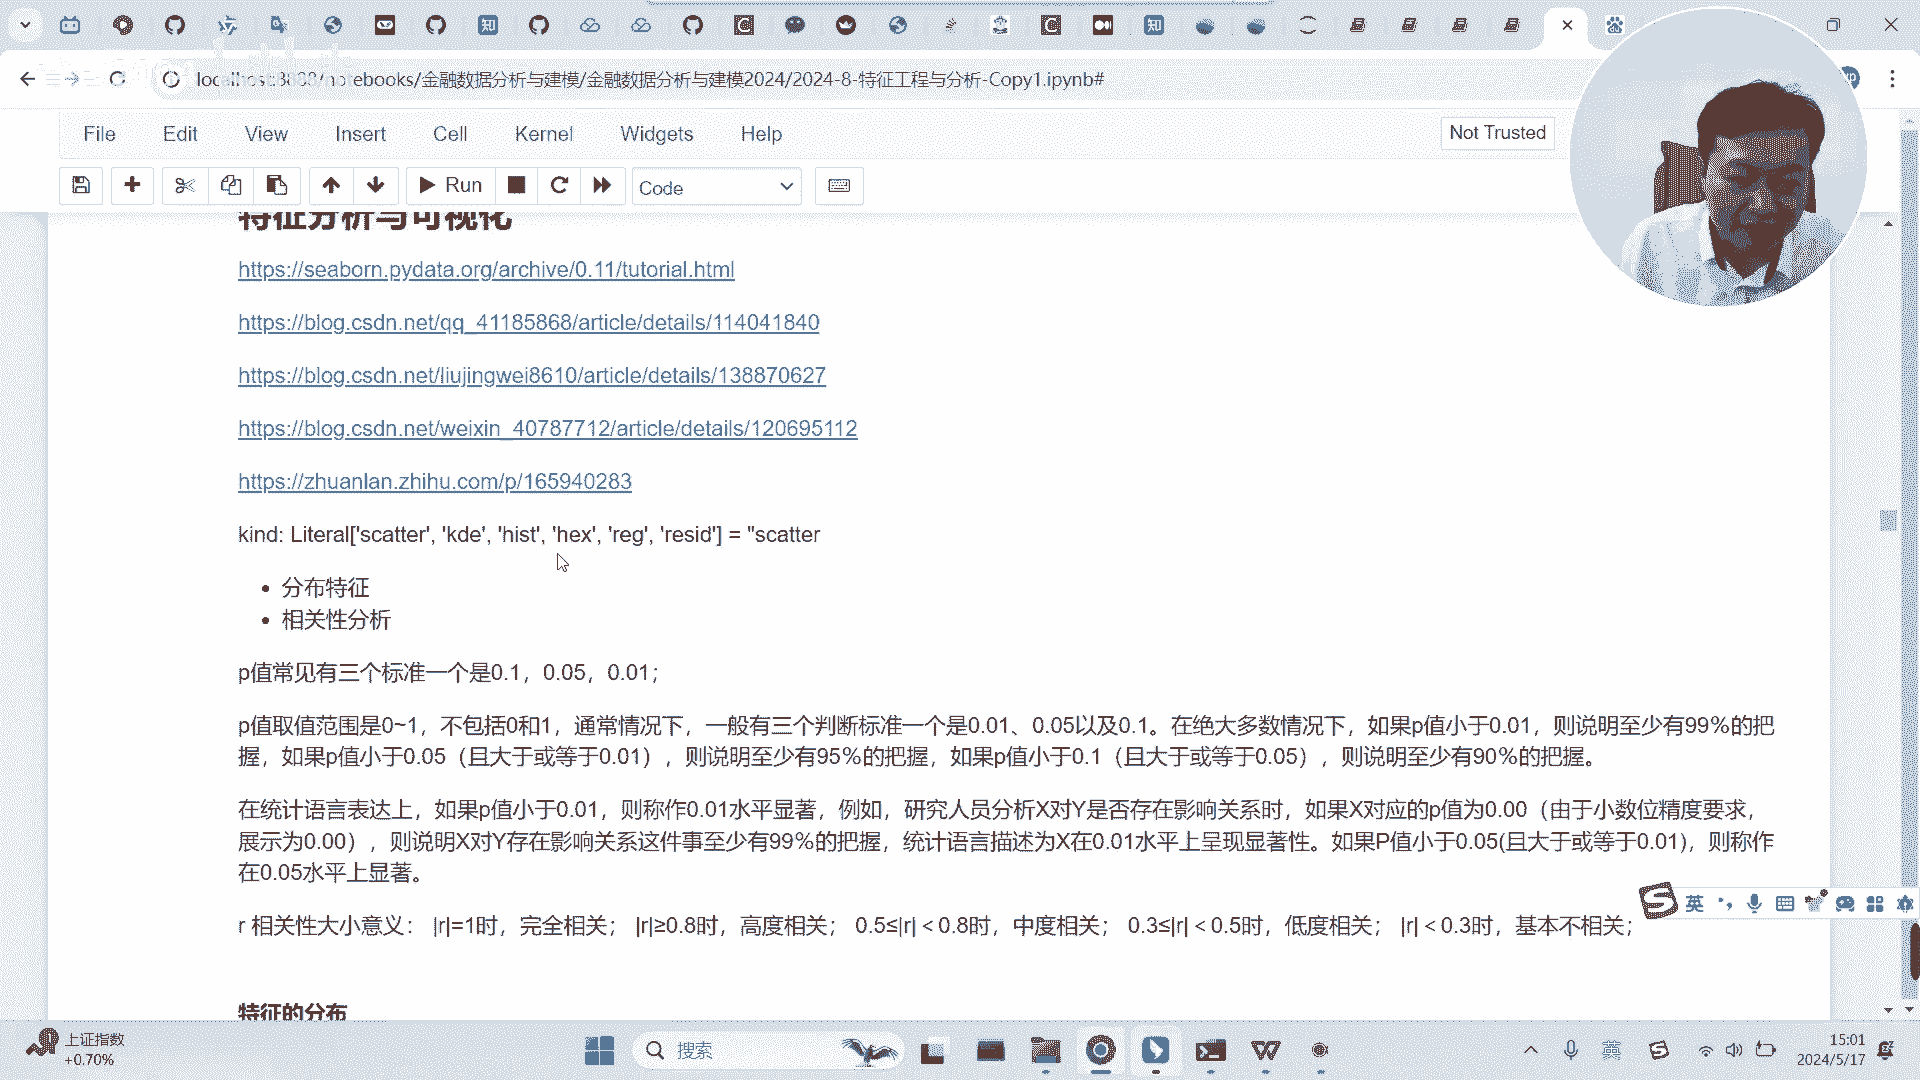 localhost:8888/notebooks/金融数据分析与建模/金融数据分析与建模2024/2024-8-特征工程与分析-Copy1.ipynb#
File Edit View Insert Cell Kernel Widgets Help
Not Trusted
Run
Code
特征分析与可视化
https://seaborn.pydata.org/archive/0.11/tutorial.html
https://blog.csdn.net/qq_41185868/article/details/114041840
https://blog.csdn.net/liujingwei8610/article/details/138870627
https://blog.csdn.net/weixin_40787712/article/details/120695112
https://zhuanlan.zhihu.com/p/165940283
kind: Literal['scatter', 'kde', 'hist', 'hex', 'reg', 'resid'] = "scatter
分布特征
相关性分析
p值常见有三个标准一个是0.1，0.05，0.01；
p值取值范围是0~1，不包括0和1，通常情况下，一般有三个判断标准一个是0.01、0.05以及0.1。在绝大多数情况下，如果p值小于0.01，则说明至少有99%的把
握，如果p值小于0.05（且大于或等于0.01），则说明至少有95%的把握，如果p值小于0.1（且大于或等于0.05），则说明至少有90%的把握。
在统计语言表达上，如果p值小于0.01，则称作0.01水平显著，例如，研究人员分析X对Y是否存在影响关系时，如果X对应的p值为0.00（由于小数位精度要求，
展示为0.00），则说明X对Y存在影响关系这件事至少有99%的把握，统计语言描述为X在0.01水平上呈现显著性。如果P值小于0.05(且大于或等于0.01)，则称作
在0.05水平上显著。
r 相关性大小意义： |r|=1时，完全相关； |r|≥0.8时，高度相关； 0.5≤|r|＜0.8时，中度相关； 0.3≤|r|＜0.5时，低度相关； |r|＜0.3时，基本不相关；
特征的分布
英
上证指数
+0.70%
搜索
英
15:01
2024/5/17